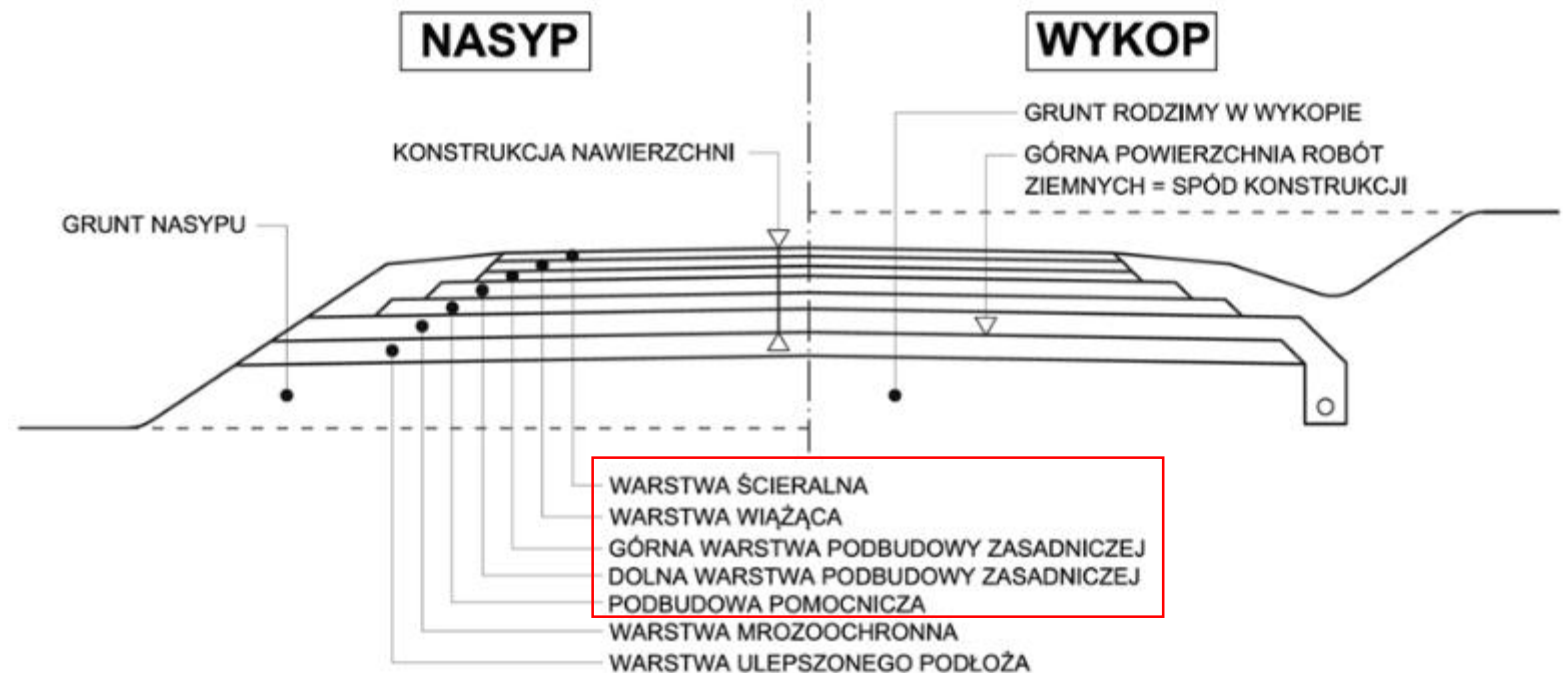 NASYP
WYKOP
GRUNT RODZIMY W WYKOPIE
KONSTRUKCJA NAWIERZCHNI
GÓRNA POWIERZCHNIA ROBÓT
ZIEMNYCH = SPÓD KONSTRUKCJI
GRUNT NASYPU
WARSTWA ŚCIERALNA
WARSTWA WIĄŻĄCA
GÓRNA WARSTWA PODBUDOWY ZASADNICZEJ
DOLNA WARSTWA PODBUDOWY ZASADNICZEJ
PODBUDOWA POMOCNICZA
WARSTWA MROZOOCHRONNA
WARSTWA ULEPSZONEGO PODŁOŻA